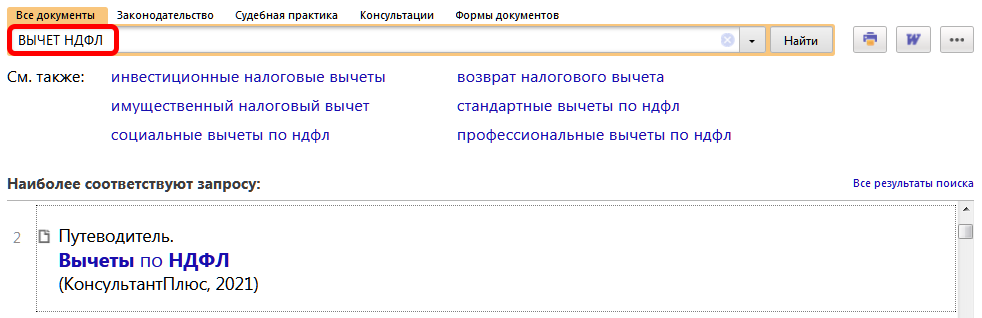 Все документы Законодательство Судебная практика Консультации Формы документов
ВЫЧЕТ НДФЛ Найти W
См. также: инвестиционные налоговые вычеты возврат налогового вычета
имущественный налоговый вычет стандартные вычеты по ндфл
социальные вычеты по ндфл профессиональные вычеты по ндфл
Наиболее соответствуют запросу: Все результаты поиска
2 Путеводитель.
Вычеты по НДФЛ
(КонсультантПлюс, 2021)